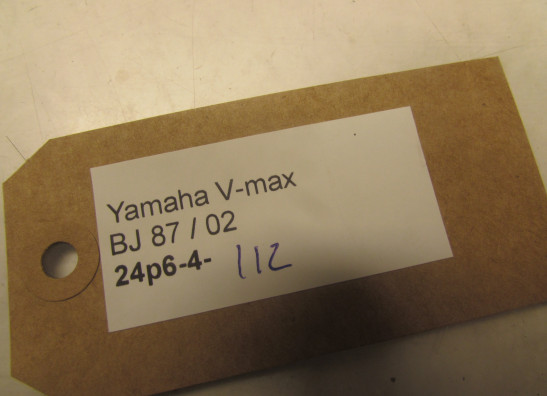 Yamaha V-max
BJ 87 / 02
24p6-4- 112